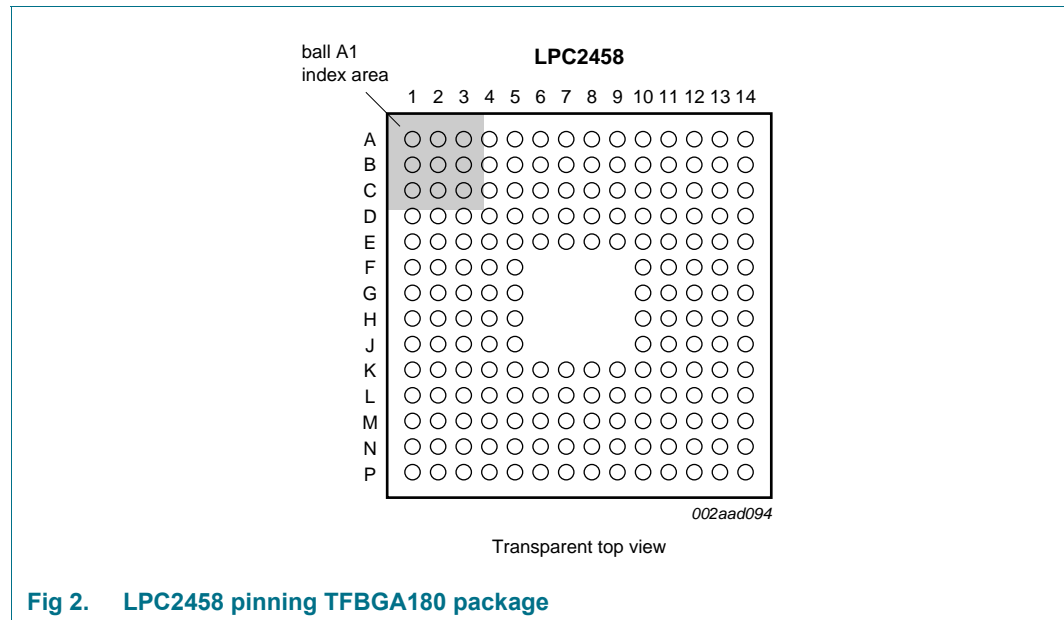 ball A1
index area
LPC2458
1 2 3 4 5 6 7 8 9 10 11 12 13 14
A
B
C
D
E
F
G
H
J
K
L
M
N
P
002aad094
Transparent top view
Fig 2. LPC2458 pinning TFBGA180 package